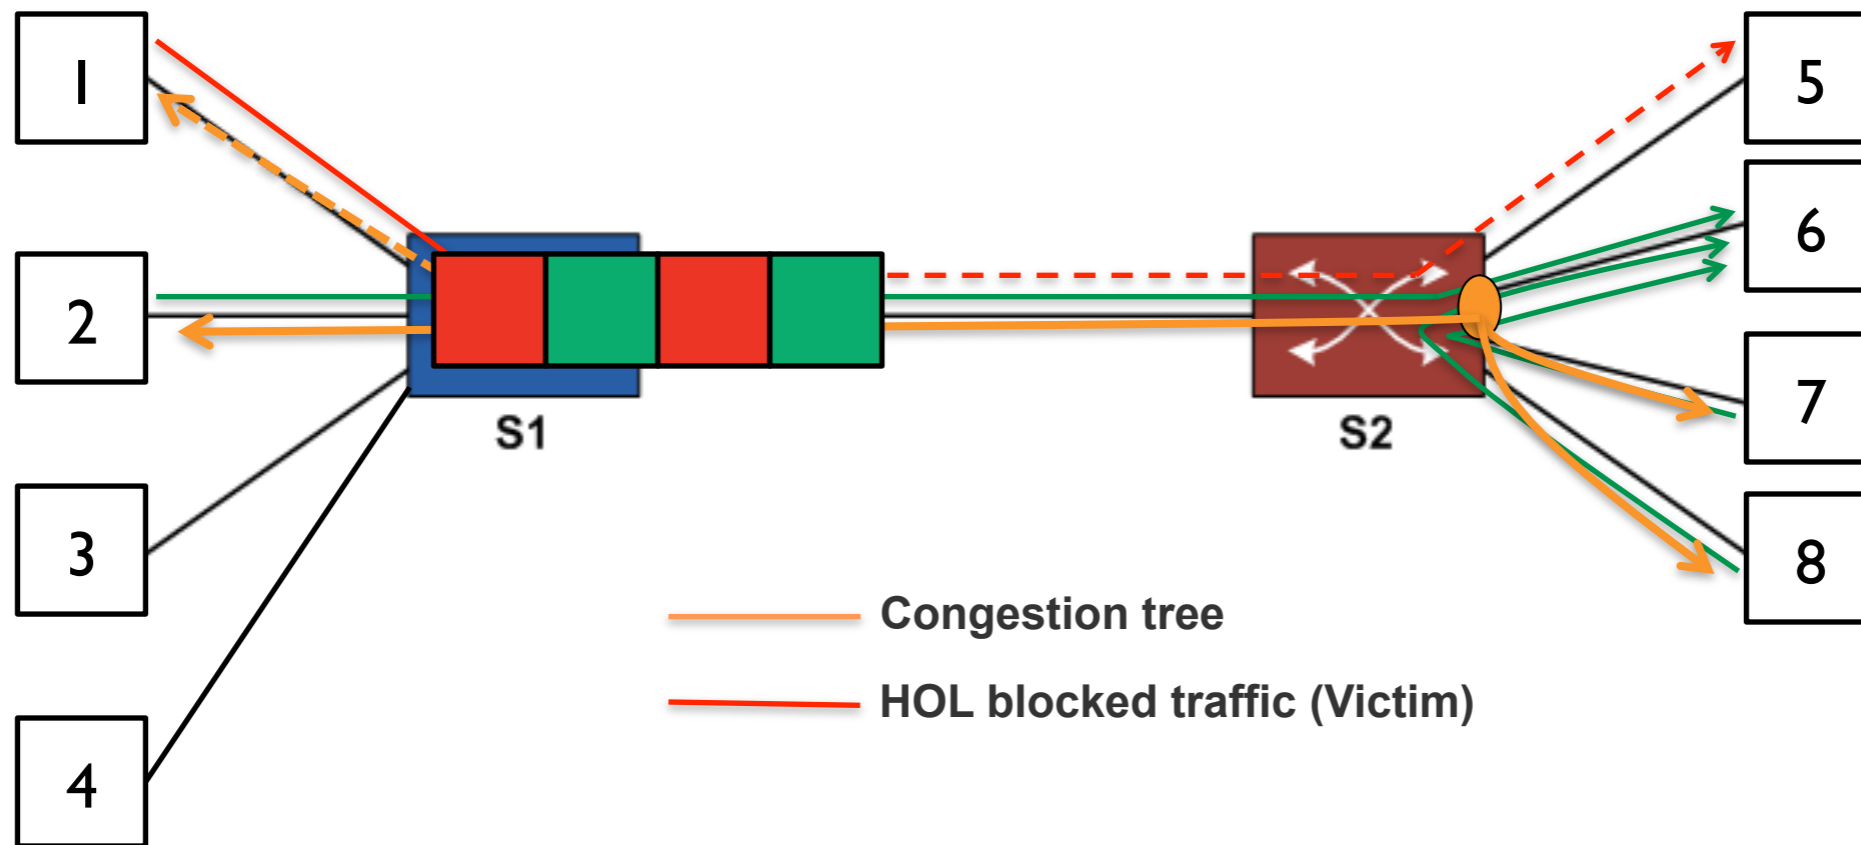 1
5
6
2
7
S1
S2
3
8
Congestion tree
HOL blocked traffic (Victim)
4